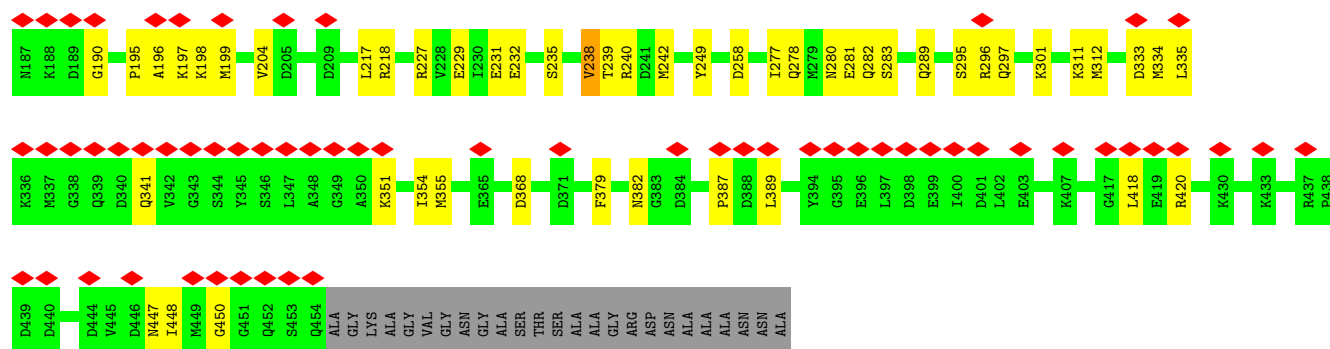 N187 K188 D189 G190 P195 A196 K197 K198 M199 V204 D205 D209 L217 R218 R227 V228 E229 I230 E231 E232 S235 V238 T239 R240 D241 M242 Y249 D258 I277 Q278 M279 N280 E281 Q282 S283 Q289 S295 R296 Q297 K301 K311 M312 D333 M334 L335
K336 M337 G338 Q339 D340 Q341 V342 G343 S344 Y345 S346 L347 A348 G349 A350 K351 I354 M355 E365 D368 D371 F379 N382 G383 D384 P387 D388 L389 Y394 G395 E396 L397 D398 E399 I400 D401 L402 E403 K407 G417 L418 E419 R420 K430 K433 R437 P438
D439 D440 D444 V445 D446 N447 I448 M449 G450 G451 Q452 S453 Q454 ALA GLY LYS ALA GLY VAL GLY ASN GLY ALA SER THR SER ALA ALA GLY ARG ASP ASN ALA ALA ALA ASN ASN ALA